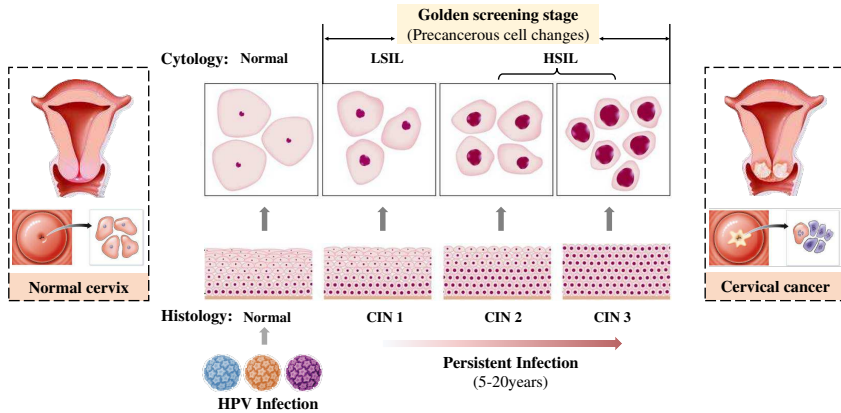 Golden screening stage
(Precancerous cell changes)
Cytology: Normal LSIL HSIL
Normal cervix
Cervical cancer
Histology: Normal CIN 1 CIN 2 CIN 3
Persistent Infection
(5-20years)
HPV Infection